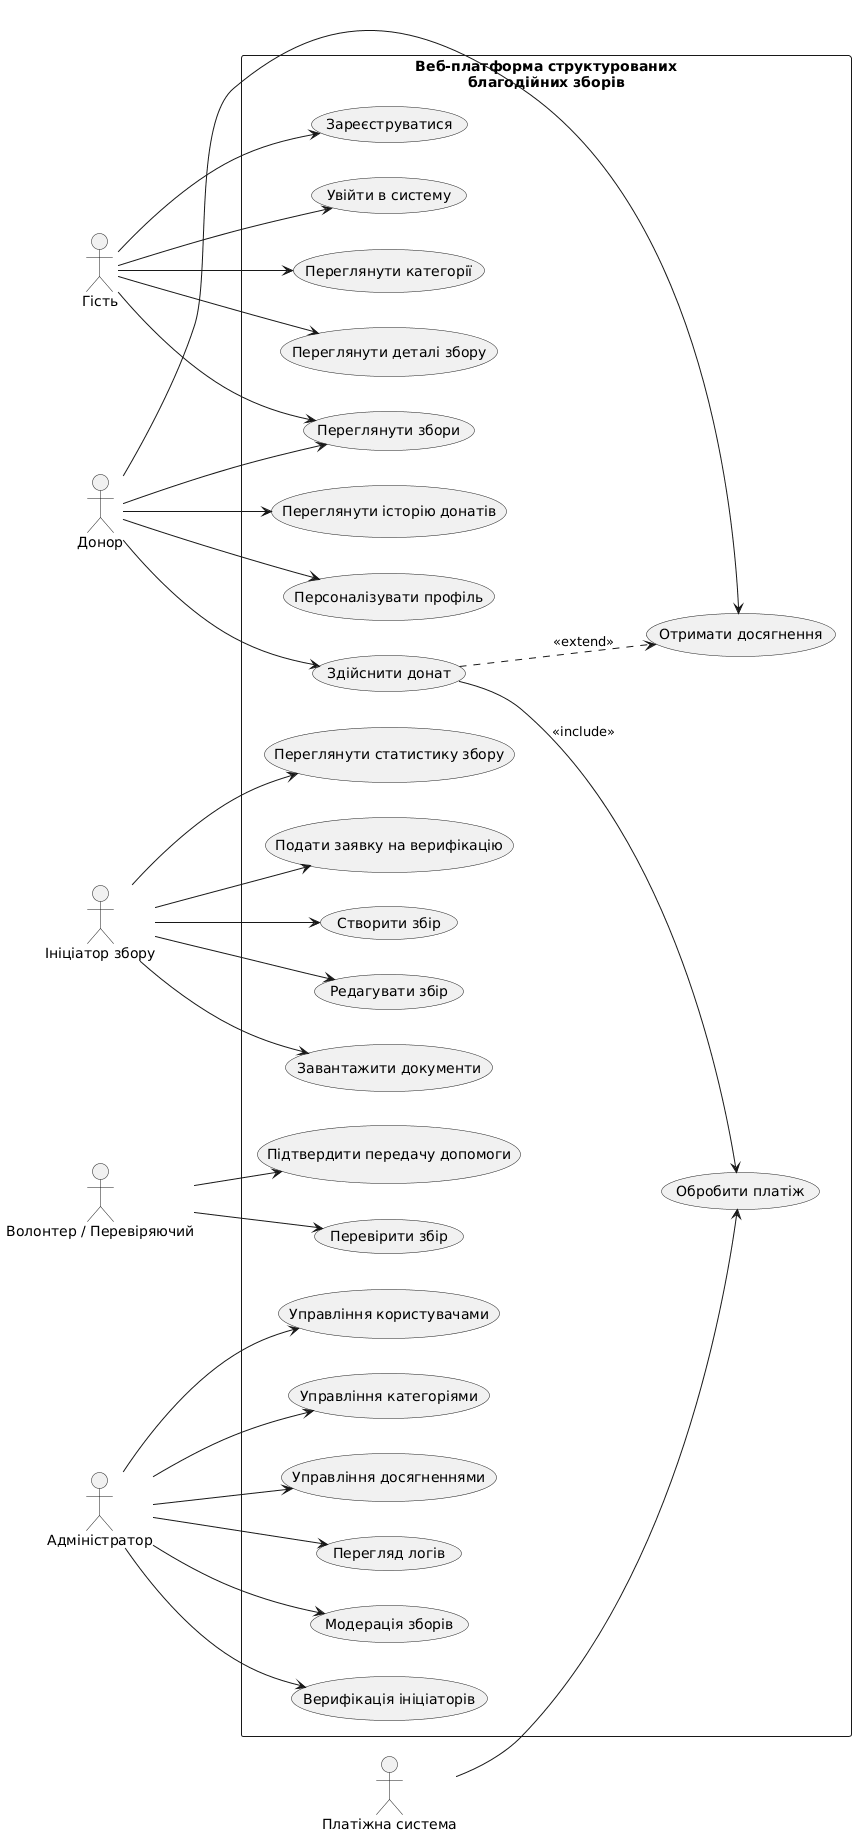 Веб-платформа структурованих
благодійних зборів
Зареєструватися
Увійти в систему
Переглянути категорії
Гість
Переглянути деталі збору
Переглянути збори
Переглянути історію донатів
Донор
Персоналізувати профіль
Отримати досягнення
«extend»
Здійснити донат
«include»
Переглянути статистику збору
Подати заявку на верифікацію
Створити збір
Ініціатор збору
Редагувати збір
Завантажити документи
Підтвердити передачу допомоги
Обробити платіж
Волонтер / Перевіряючий
Перевірити збір
Управління користувачами
Управління категоріями
Управління досягненнями
Адміністратор
Перегляд логів
Модерація зборів
Верифікація ініціаторів
Платіжна система